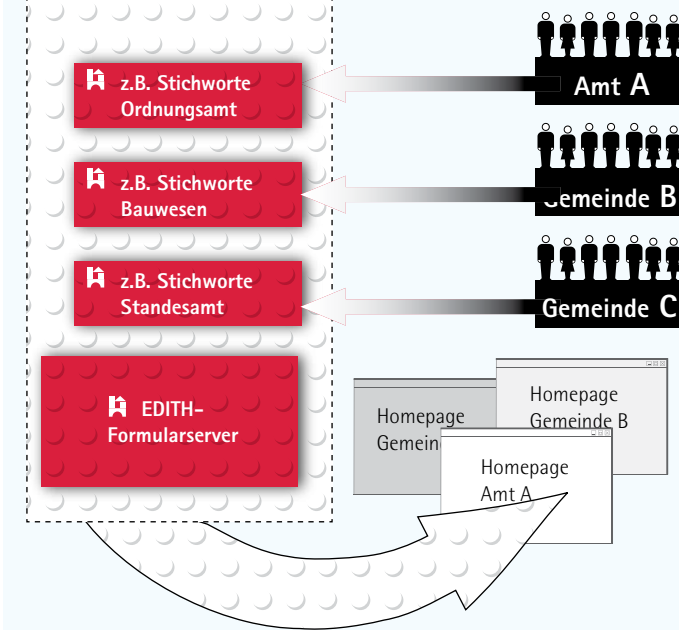 z.B. Stichworte
Ordnungsamt
Amt A
z.B. Stichworte
Bauwesen
Gemeinde B
z.B. Stichworte
Standesamt
Gemeinde C
EDITH-
Formularserver
Homepage
Gemein
Homepage
Gemeinde B
Homepage
Amt A